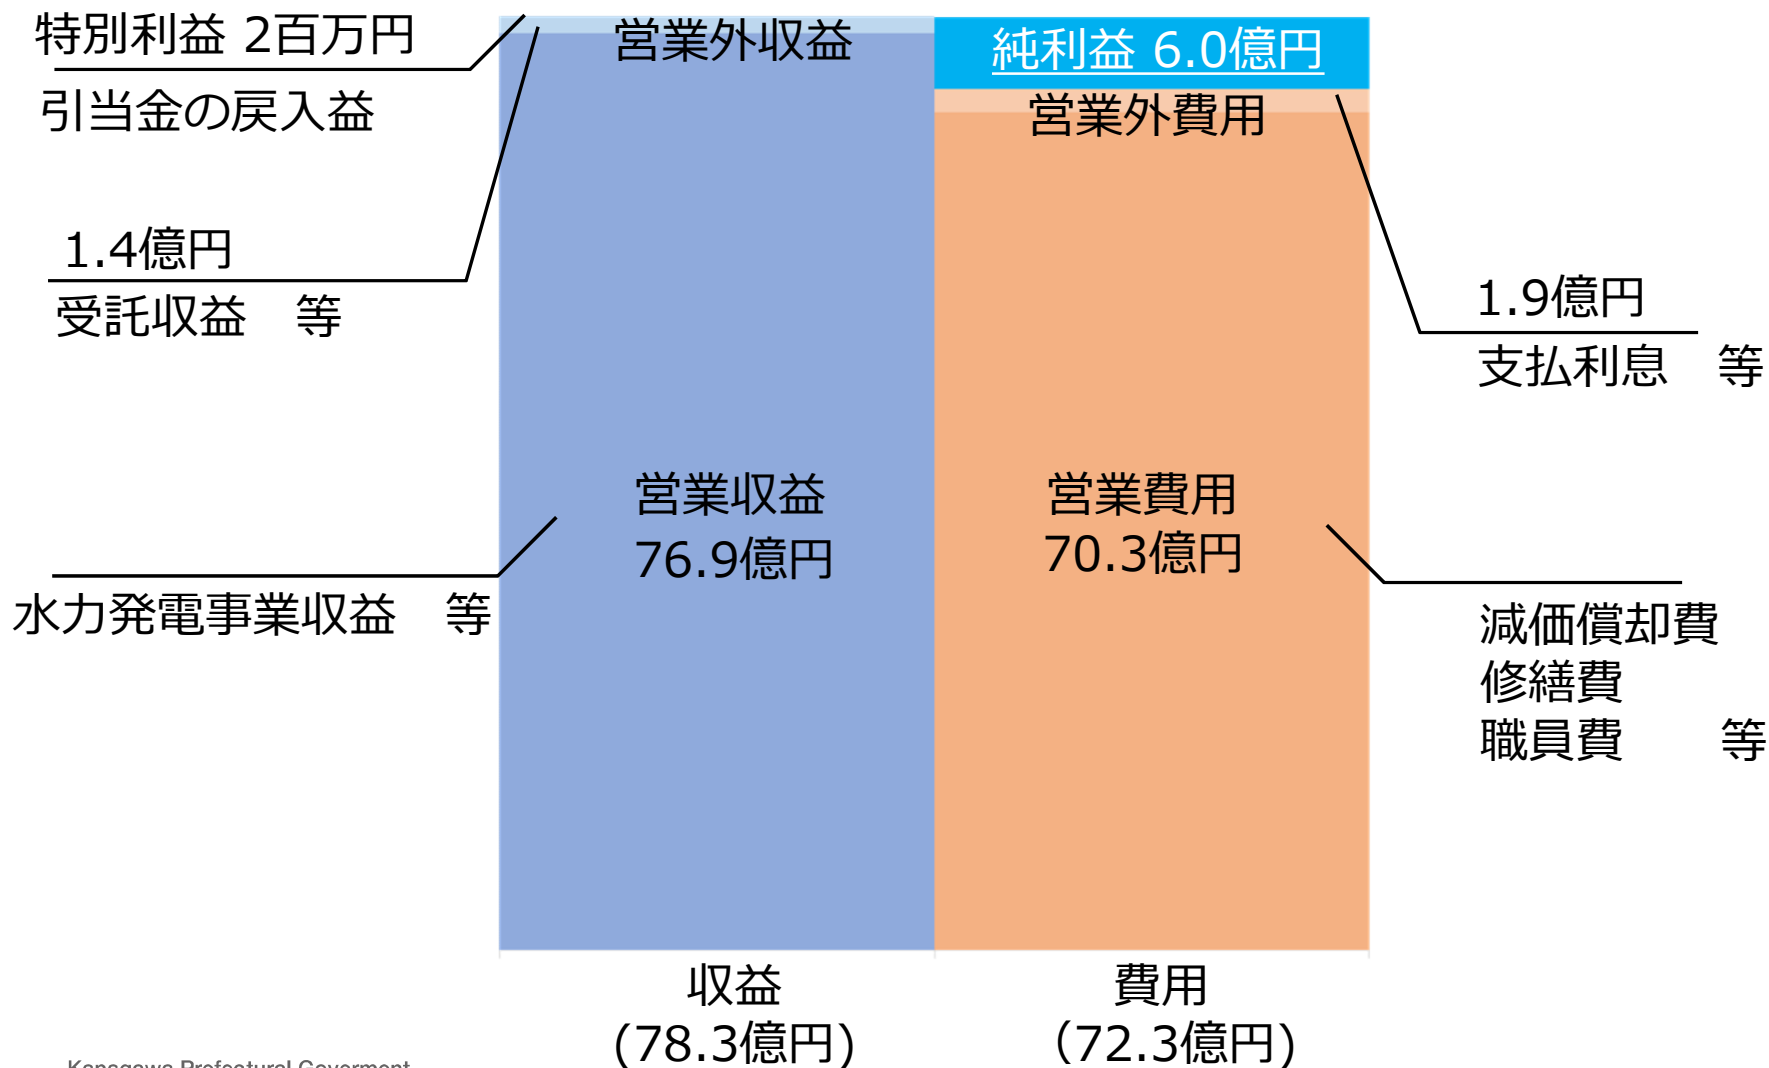 特別利益 2百万円
引当金の戻入益
1.4億円
受託収益　等
水力発電事業収益　等
営業外収益
営業収益
76.9億円
純利益 6.0億円
営業外費用
営業費用
70.3億円
1.9億円
支払利息　等
減価償却費
修繕費
職員費　　等
収益
(78.3億円)
費用
（72.3億円)
Kanagawa Prefectural Goverment